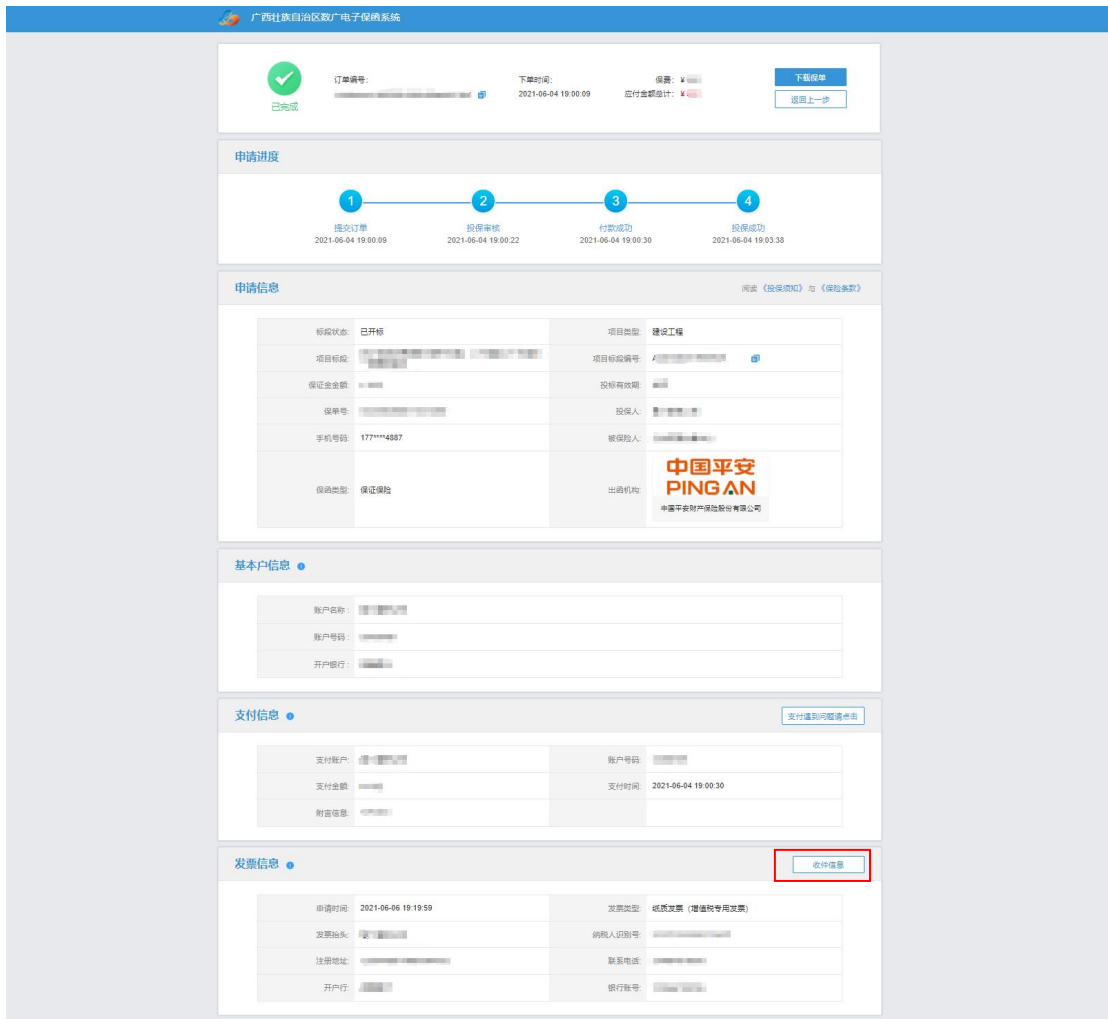 广西壮族自治区数广电子保函系统
已完成
订单编号:
下单时间:
2021-06-04 19:00:09
保费: ¥
应付金额总计: ¥
下载保单
返回上一步
申请进度
1 2 3 4
提交订单 投保审核 付款成功 投保成功
2021-06-04 19:00:09 2021-06-04 19:00:22 2021-06-04 19:00:30 2021-06-04 19:03:38
申请信息 阅读《投保须知》与《保险条款》
标段状态: 已开标 项目类型: 建设工程
项目标段: 项目标段编号: A
保证金金额: 投标有效期:
保单号: 投保人:
手机号码: 177****4887 被保险人:
保函类型: 保证保险 出函机构:
中国平安
PING AN
中国平安财产保险股份有限公司
基本户信息
账户名称:
账户号码:
开户银行:
支付信息 支付遇到问题请点击
支付账户: 账户号码:
支付金额: 支付时间: 2021-06-04 19:00:30
附言信息:
发票信息 收件信息
申请时间: 2021-06-06 19:19:59 发票类型: 纸质发票 (增值税专用发票)
发票抬头: 纳税人识别号:
注册地址: 联系电话:
开户行: 银行账号: